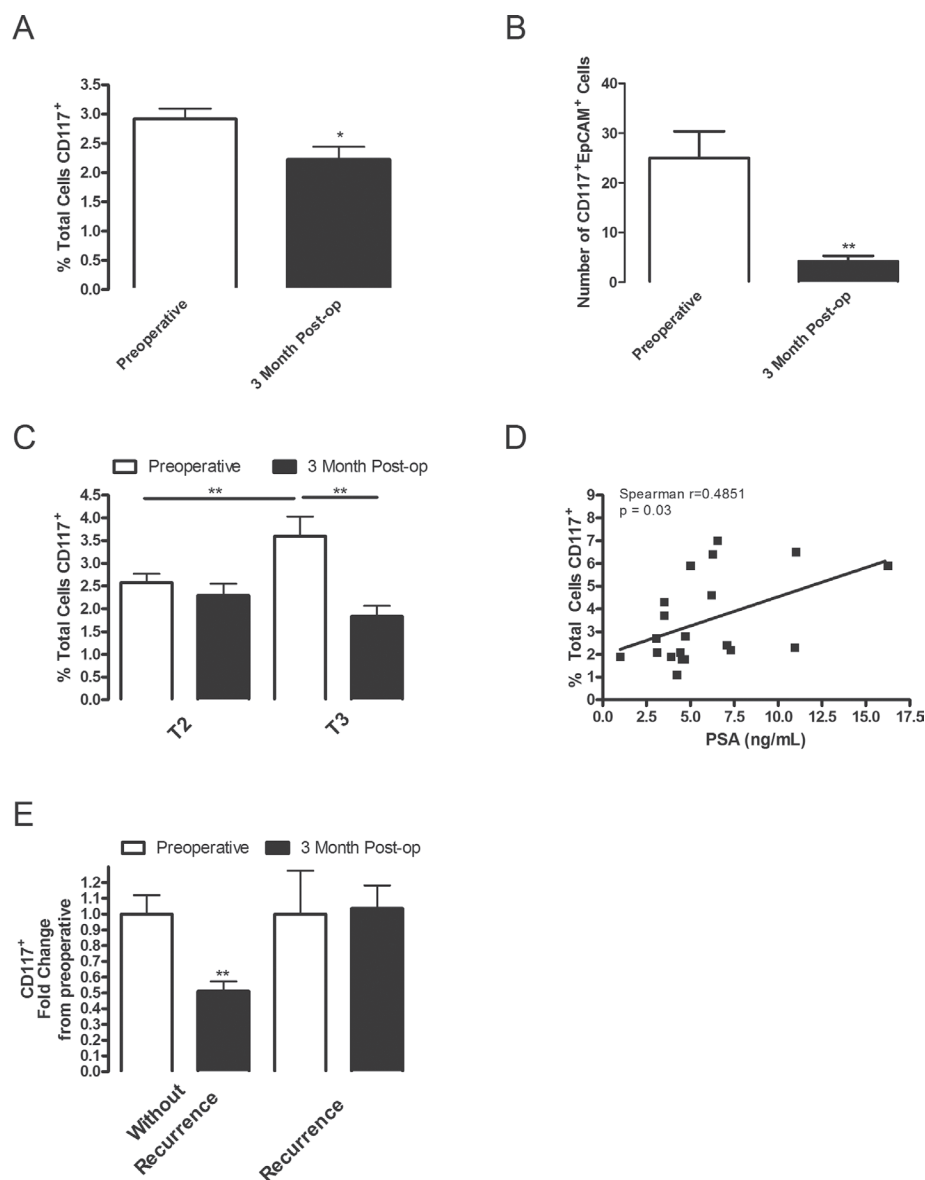 A
% Total Cells CD117+
3.5
3.0
2.5
2.0
1.5
1.0
0.5
0.0
*
Preoperative
3 Month Post-op
B
Number of CD117+EpCAM+ Cells
40
30
20
10
0
**
Preoperative
3 Month Post-op
C
Preoperative
3 Month Post-op
% Total Cells CD117+
4.5
4.0
3.5
3.0
2.5
2.0
1.5
1.0
0.5
0.0
**
**
T2
T3
D
Spearman r=0.4851
p = 0.03
% Total Cells CD117+
9
8
7
6
5
4
3
2
1
0
0.0 2.5 5.0 7.5 10.0 12.5 15.0 17.5
PSA (ng/mL)
E
Preoperative
3 Month Post-op
CD117+
Fold Change
from preoperative
1.2
1.1
1.0
0.9
0.8
0.7
0.6
0.5
0.4
0.3
0.2
0.1
0.0
**
Without
Recurrence
Recurrence